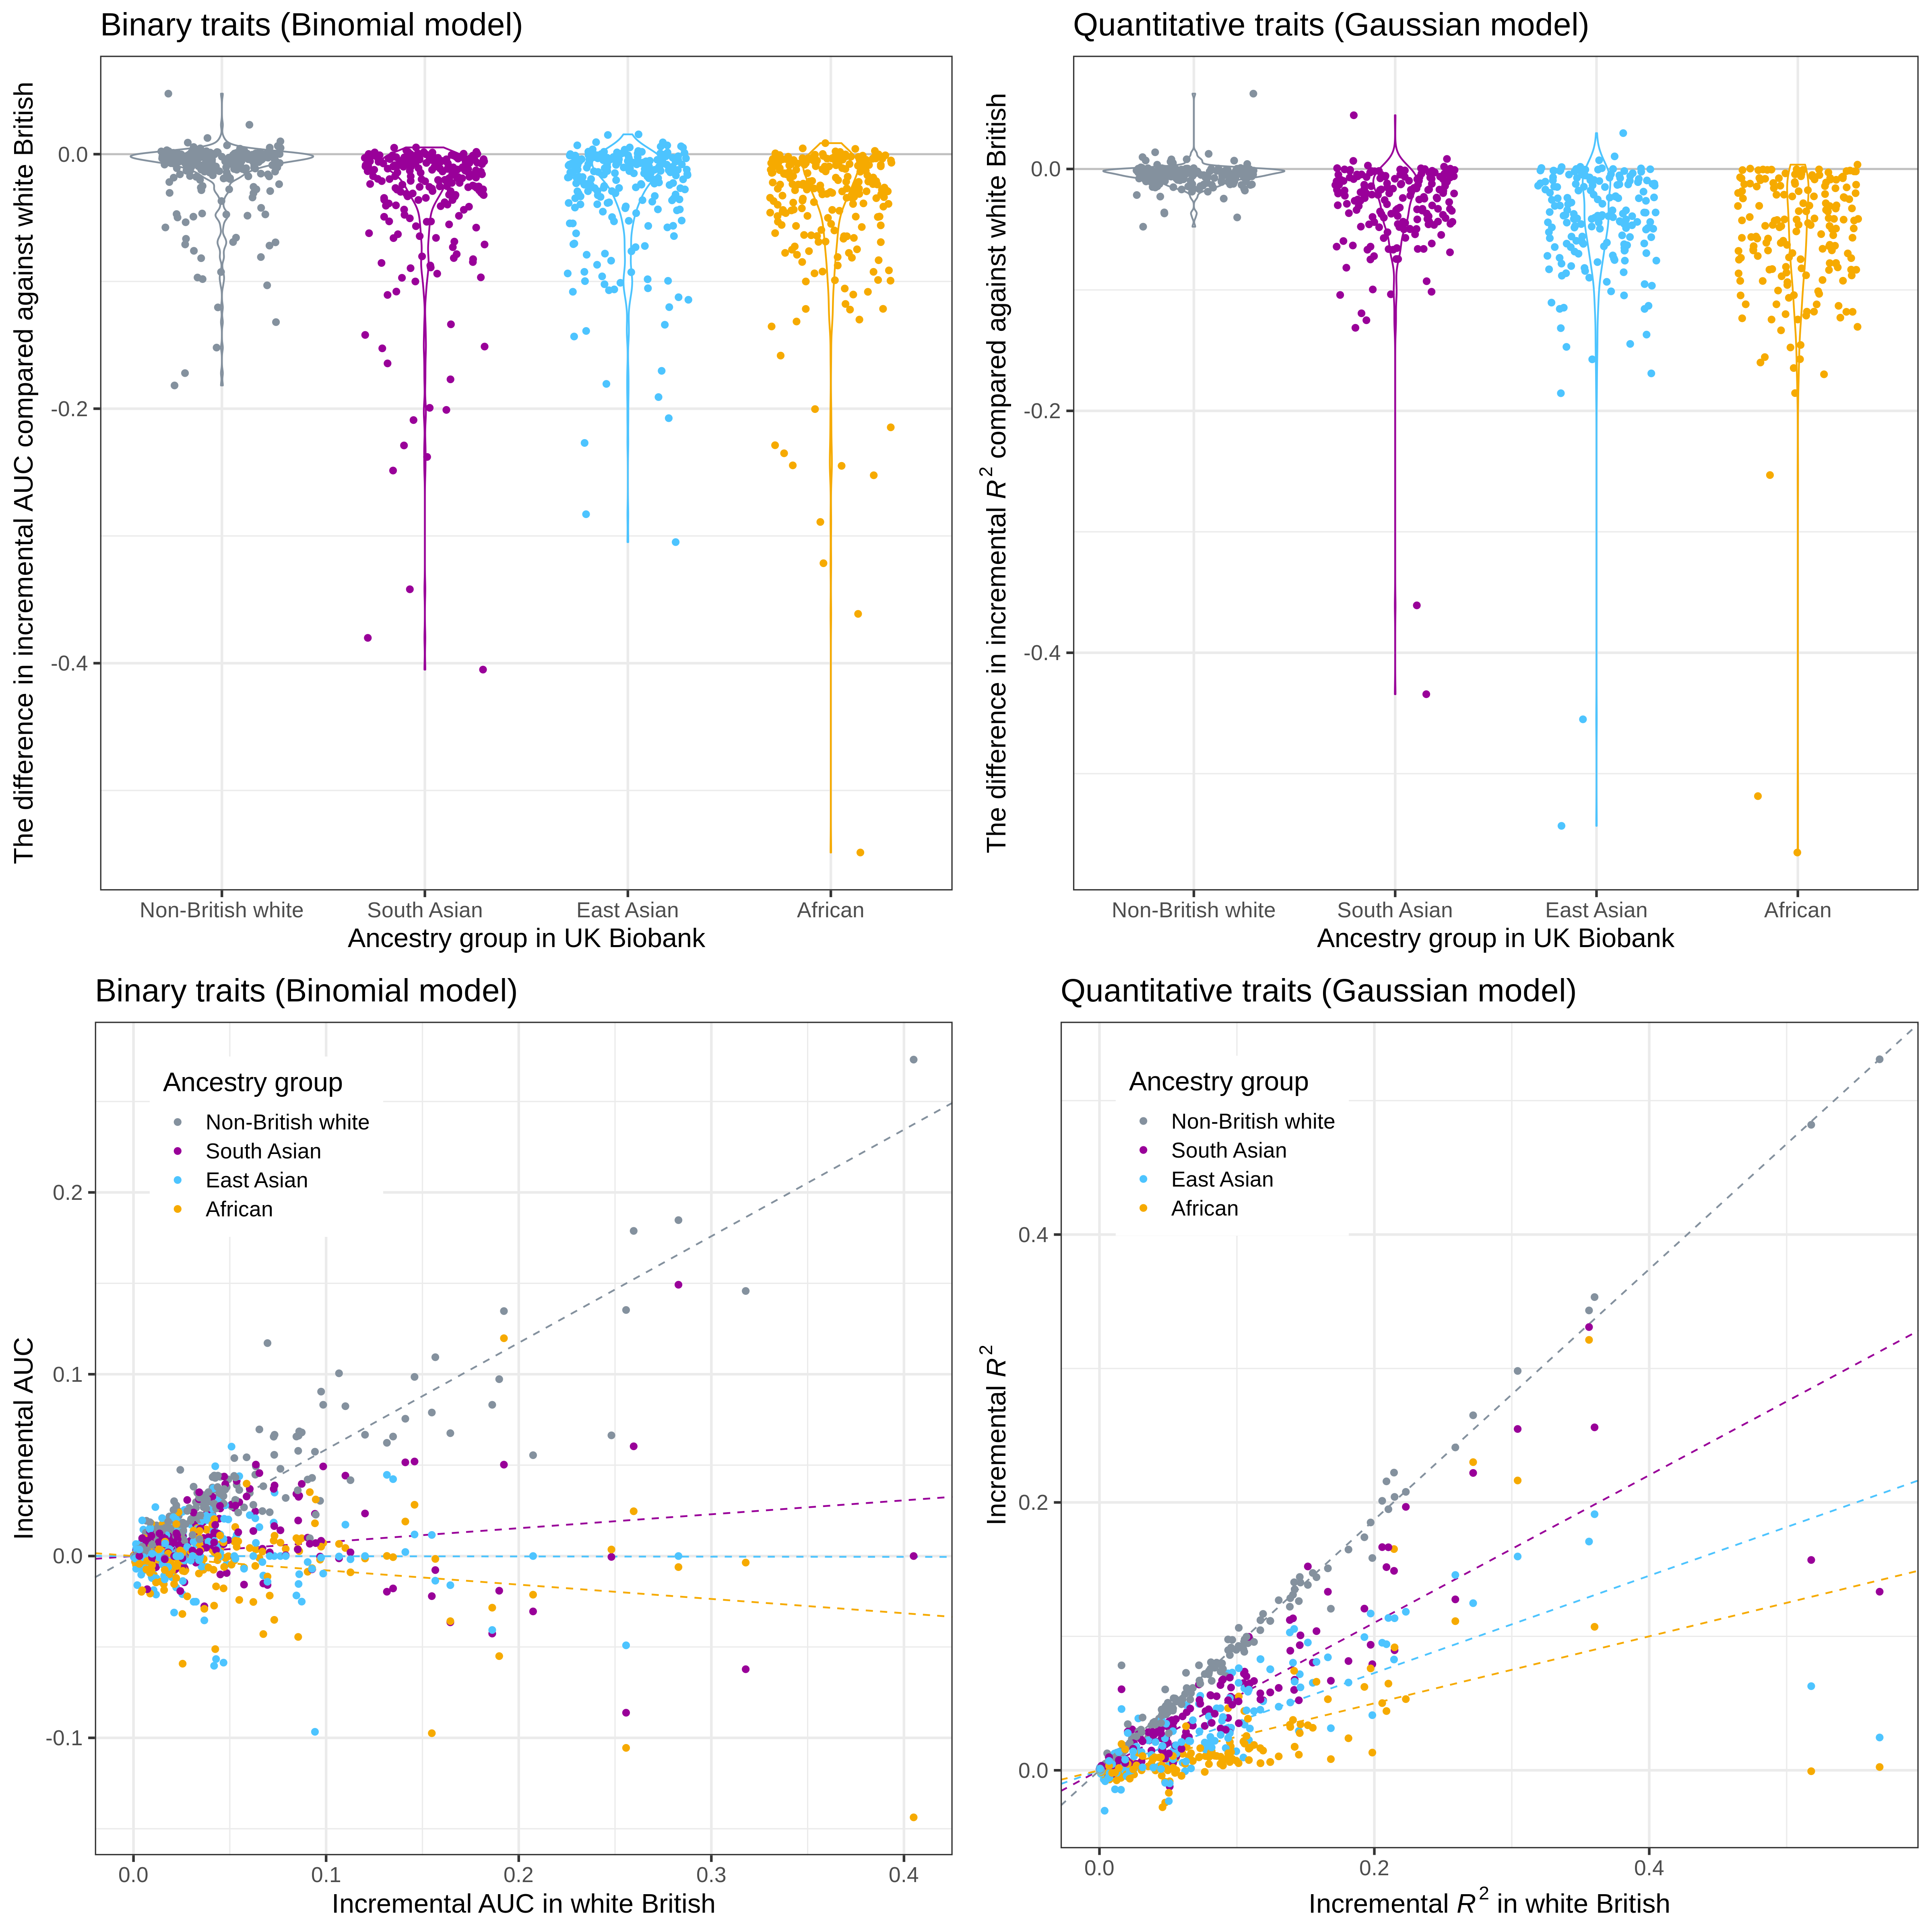 Binary traits (Binomial model)
The difference in incremental AUC compared against white British
0.0
-0.2
-0.4
Non-British white
South Asian
East Asian
African
Ancestry group in UK Biobank
Quantitative traits (Gaussian model)
The difference in incremental R² compared against white British
0.0
-0.2
-0.4
Non-British white
South Asian
East Asian
African
Ancestry group in UK Biobank
Binary traits (Binomial model)
Incremental AUC
0.2
0.1
0.0
-0.1
Ancestry group
Non-British white
South Asian
East Asian
African
0.0
0.1
0.2
0.3
0.4
Incremental AUC in white British
Quantitative traits (Gaussian model)
Incremental R²
0.4
0.2
0.0
Ancestry group
Non-British white
South Asian
East Asian
African
0.0
0.2
0.4
Incremental R² in white British